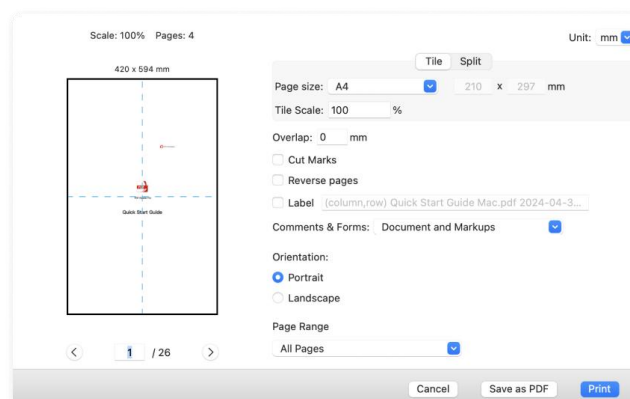 Scale: 100% Pages: 4
Unit: mm
420 x 594 mm
Tile Split
Page size: A4 210 x 297 mm
Tile Scale: 100 %
Overlap: 0 mm
Cut Marks
Reverse pages
Label (column,row) Quick Start Guide Mac.pdf 2024-04-3...
Comments & Forms: Document and Markups
Quick Start Guide
Orientation:
Portrait
Landscape
Page Range
All Pages
1 / 26
Cancel Save as PDF Print